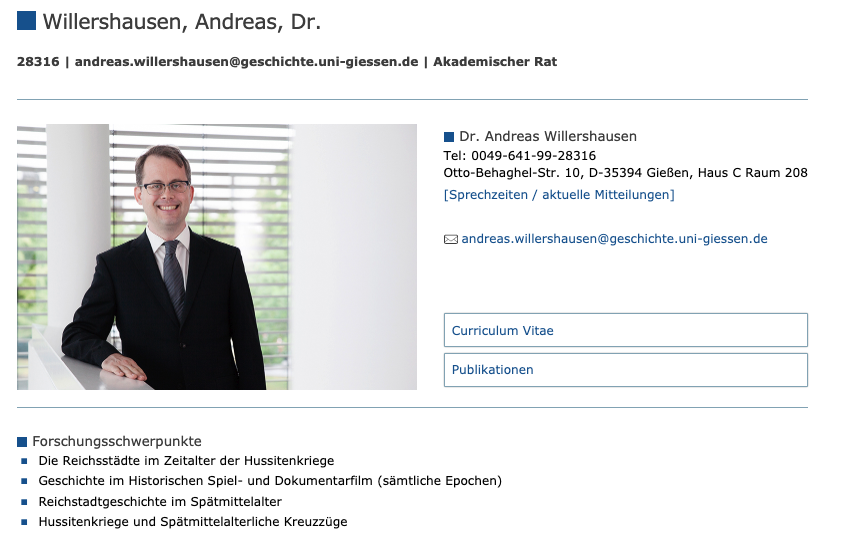 Willershausen, Andreas, Dr.
28316 | andreas.willershausen@geschichte.uni-giessen.de | Akademischer Rat
Dr. Andreas Willershausen
Tel: 0049-641-99-28316
Otto-Behaghel-Str. 10, D-35394 Gießen, Haus C Raum 208
[Sprechzeiten / aktuelle Mitteilungen]
andreas.willershausen@geschichte.uni-giessen.de
Curriculum Vitae
Publikationen
Forschungsschwerpunkte
Die Reichsstädte im Zeitalter der Hussitenkriege
Geschichte im Historischen Spiel- und Dokumentarfilm (sämtliche Epochen)
Reichstadtgeschichte im Spätmittelalter
Hussitenkriege und Spätmittelalterliche Kreuzzüge